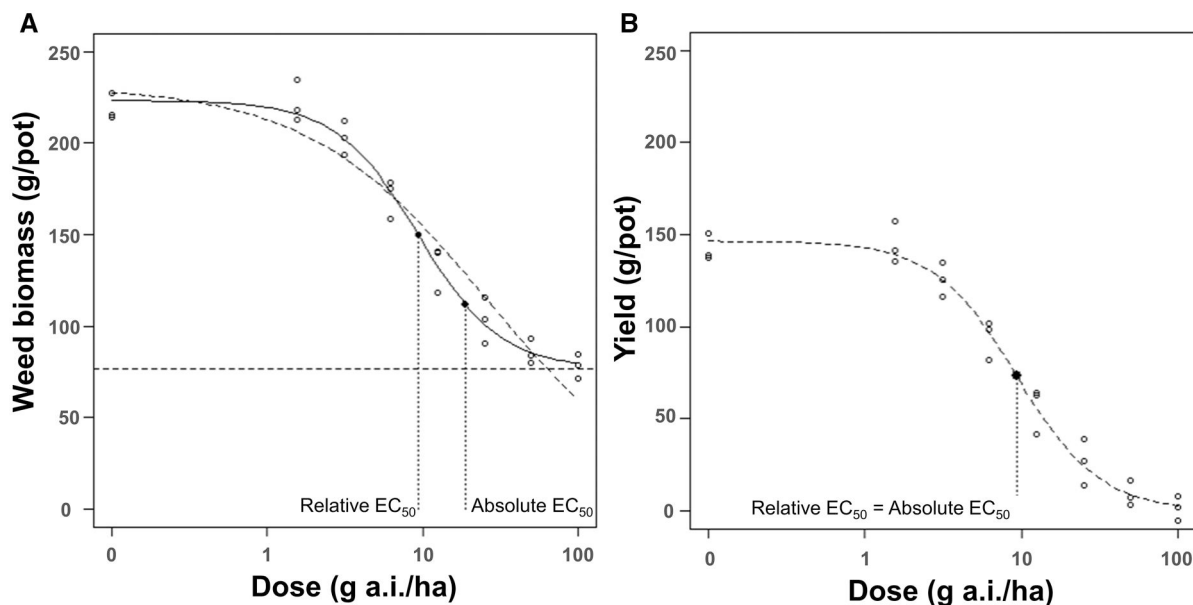 A
Weed biomass (g/pot)
250
200
150
100
50
0
Relative EC₅₀
Absolute EC₅₀
0
1
10
100
Dose (g a.i./ha)
B
Yield (g/pot)
250
200
150
100
50
0
Relative EC₅₀ = Absolute EC₅₀
0
1
10
100
Dose (g a.i./ha)